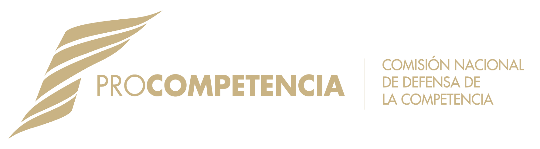 PROCOMPETENCIA
COMISIÓN NACIONAL
DE DEFENSA DE
LA COMPETENCIA